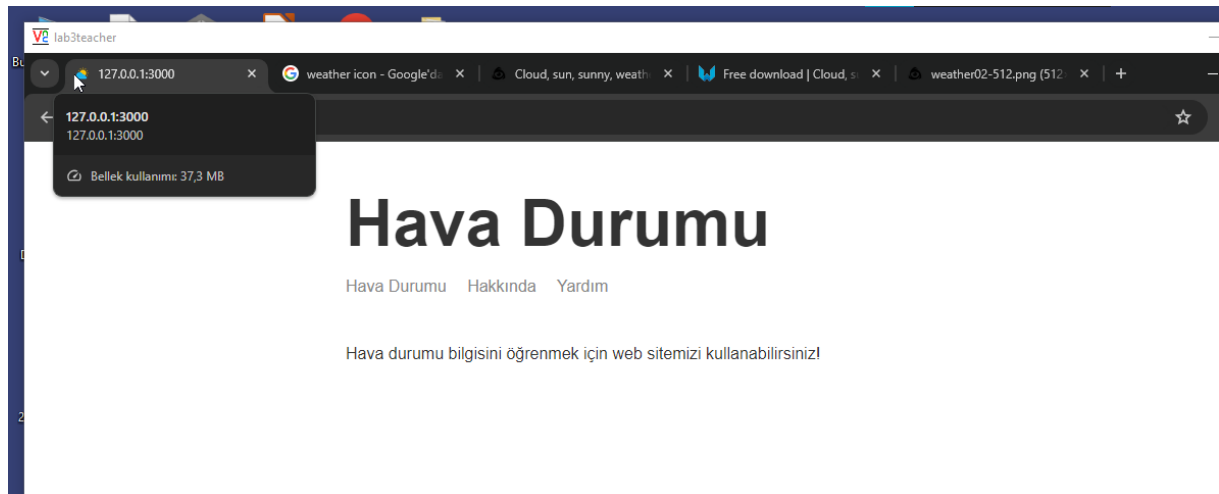 lab3teacher
127.0.0.1:3000
weather icon - Google'da
Cloud, sun, sunny, weath
Free download | Cloud, s
weather02-512.png (512
127.0.0.1:3000
127.0.0.1:3000
Bellek kullanımı: 37,3 MB
Hava Durumu
Hava Durumu Hakkında Yardım
Hava durumu bilgisini öğrenmek için web sitemizi kullanabilirsiniz!